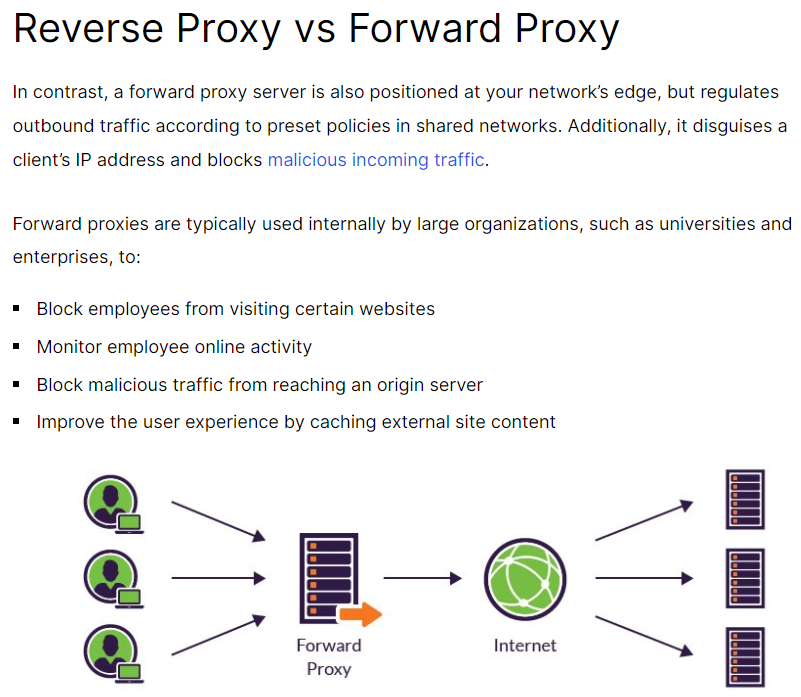 Reverse Proxy vs Forward Proxy
In contrast, a forward proxy server is also positioned at your network’s edge, but regulates
outbound traffic according to preset policies in shared networks. Additionally, it disguises a
client’s IP address and blocks malicious incoming traffic.
Forward proxies are typically used internally by large organizations, such as universities and
enterprises, to:
▪ Block employees from visiting certain websites
▪ Monitor employee online activity
▪ Block malicious traffic from reaching an origin server
▪ Improve the user experience by caching external site content
Forward
Proxy
Internet